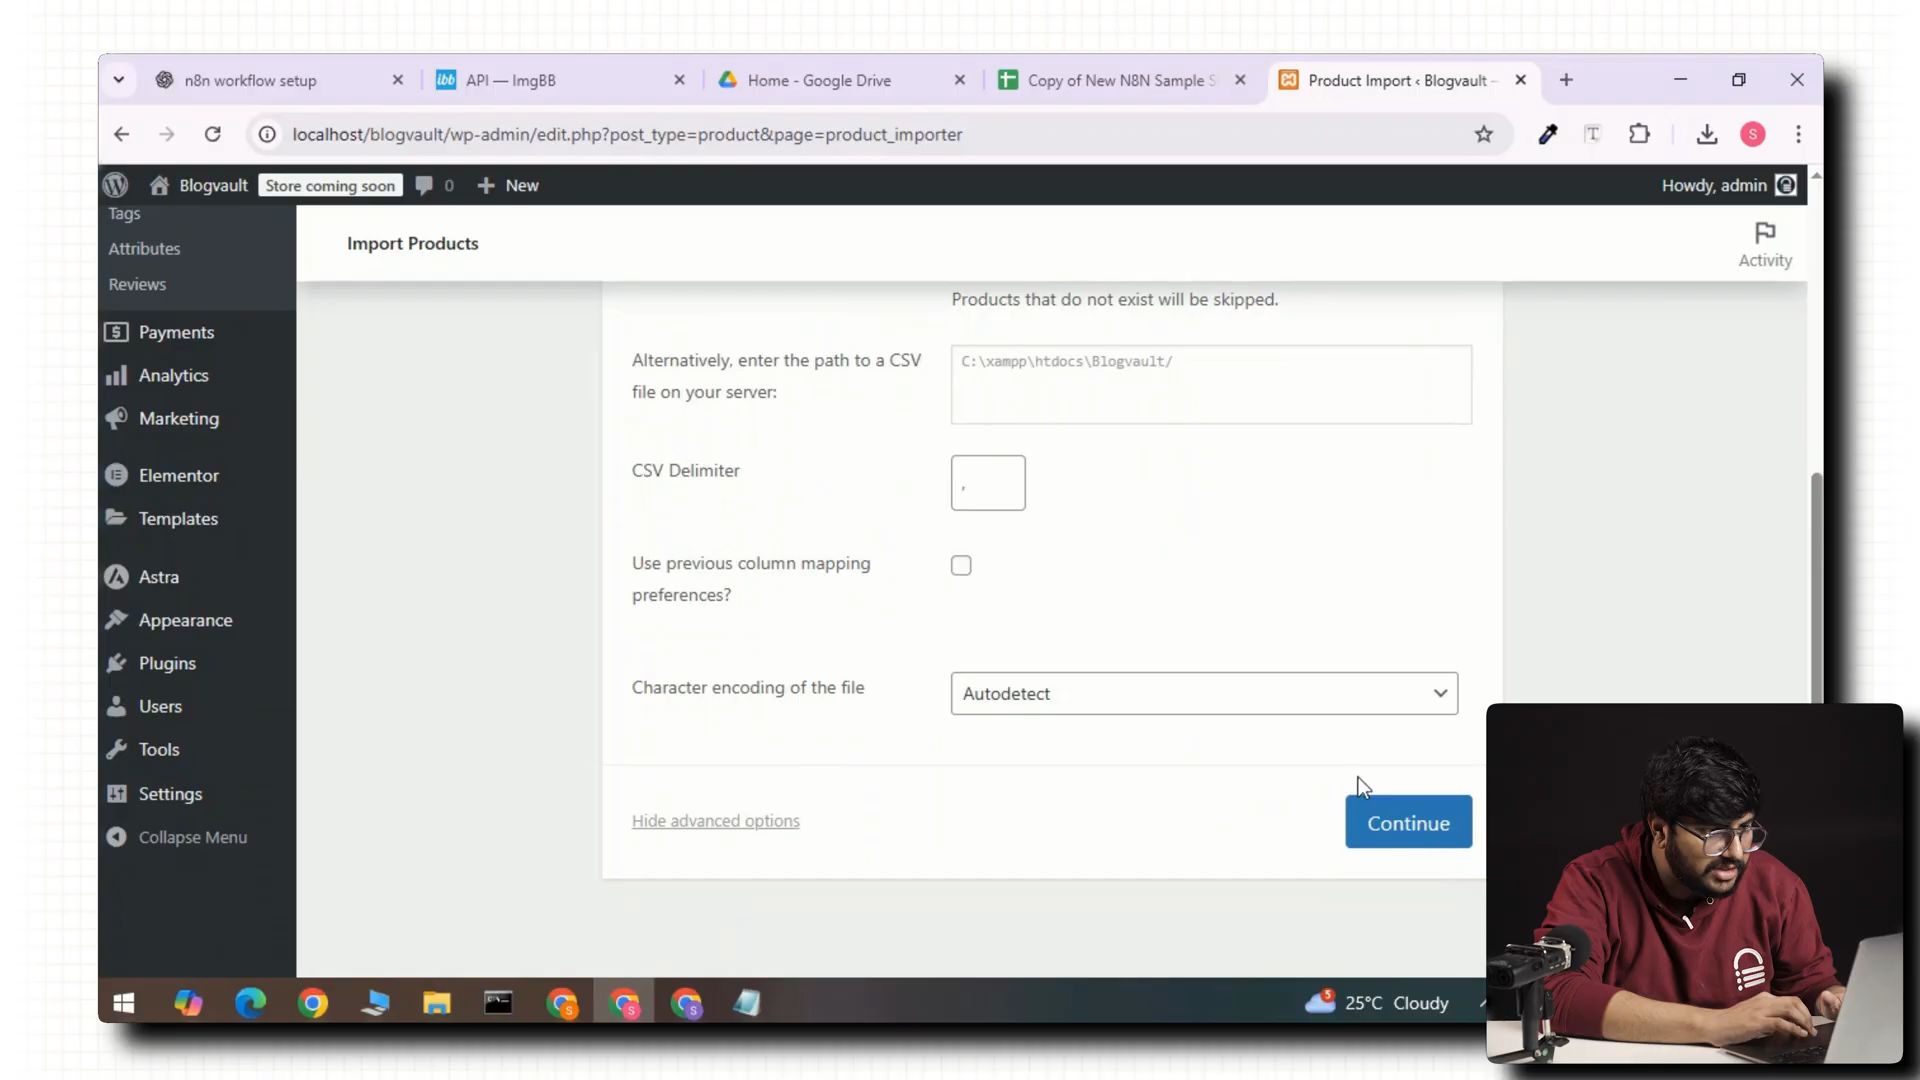 n8n workflow setup
ibb
API — ImgBB
Home - Google Drive
Copy of New N8N Sample S
Product Import ‹ Blogvault –
localhost/blogvault/wp-admin/edit.php?post_type=product&page=product_importer
T
S
Blogvault
Store coming soon
0
New
Howdy, admin
Tags
Attributes
Reviews
Payments
Analytics
Marketing
Elementor
Templates
Astra
Appearance
Plugins
Users
Tools
Settings
Collapse Menu
Import Products
Activity
Products that do not exist will be skipped.
Alternatively, enter the path to a CSV
file on your server:
C:\xampp\htdocs\Blogvault/
CSV Delimiter
,
Use previous column mapping
preferences?
Character encoding of the file
Autodetect
Hide advanced options
Continue
S
S
S
5
25°C Cloudy